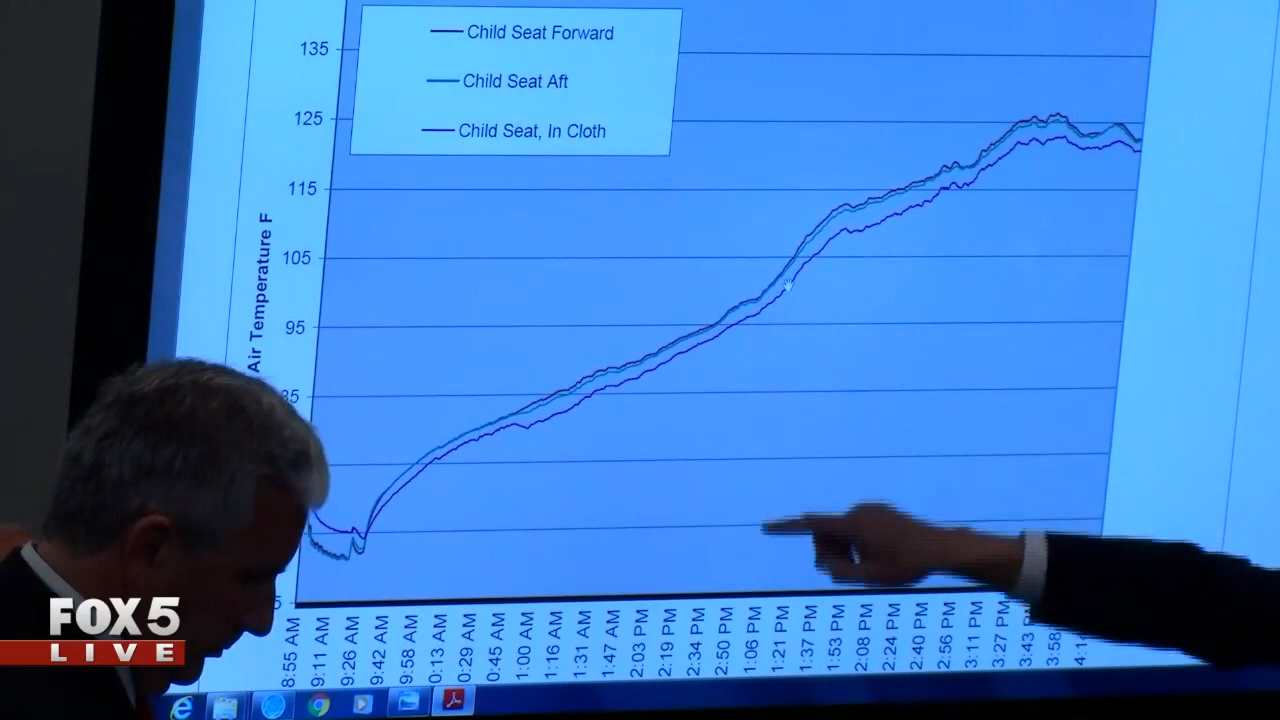 135
Child Seat Forward
Child Seat Aft
Child Seat, In Cloth
125
115
105
95
Air Temperature F
8:55 AM
9:11 AM
9:26 AM
9:42 AM
9:58 AM
0:13 AM
0:29 AM
0:45 AM
1:00 AM
1:16 AM
1:31 AM
1:47 AM
2:03 PM
2:19 PM
2:34 PM
2:50 PM
1:06 PM
1:21 PM
1:37 PM
1:53 PM
2:08 PM
2:24 PM
2:40 PM
2:56 PM
3:11 PM
3:27 PM
3:43
3:58
FOX 5
LIVE